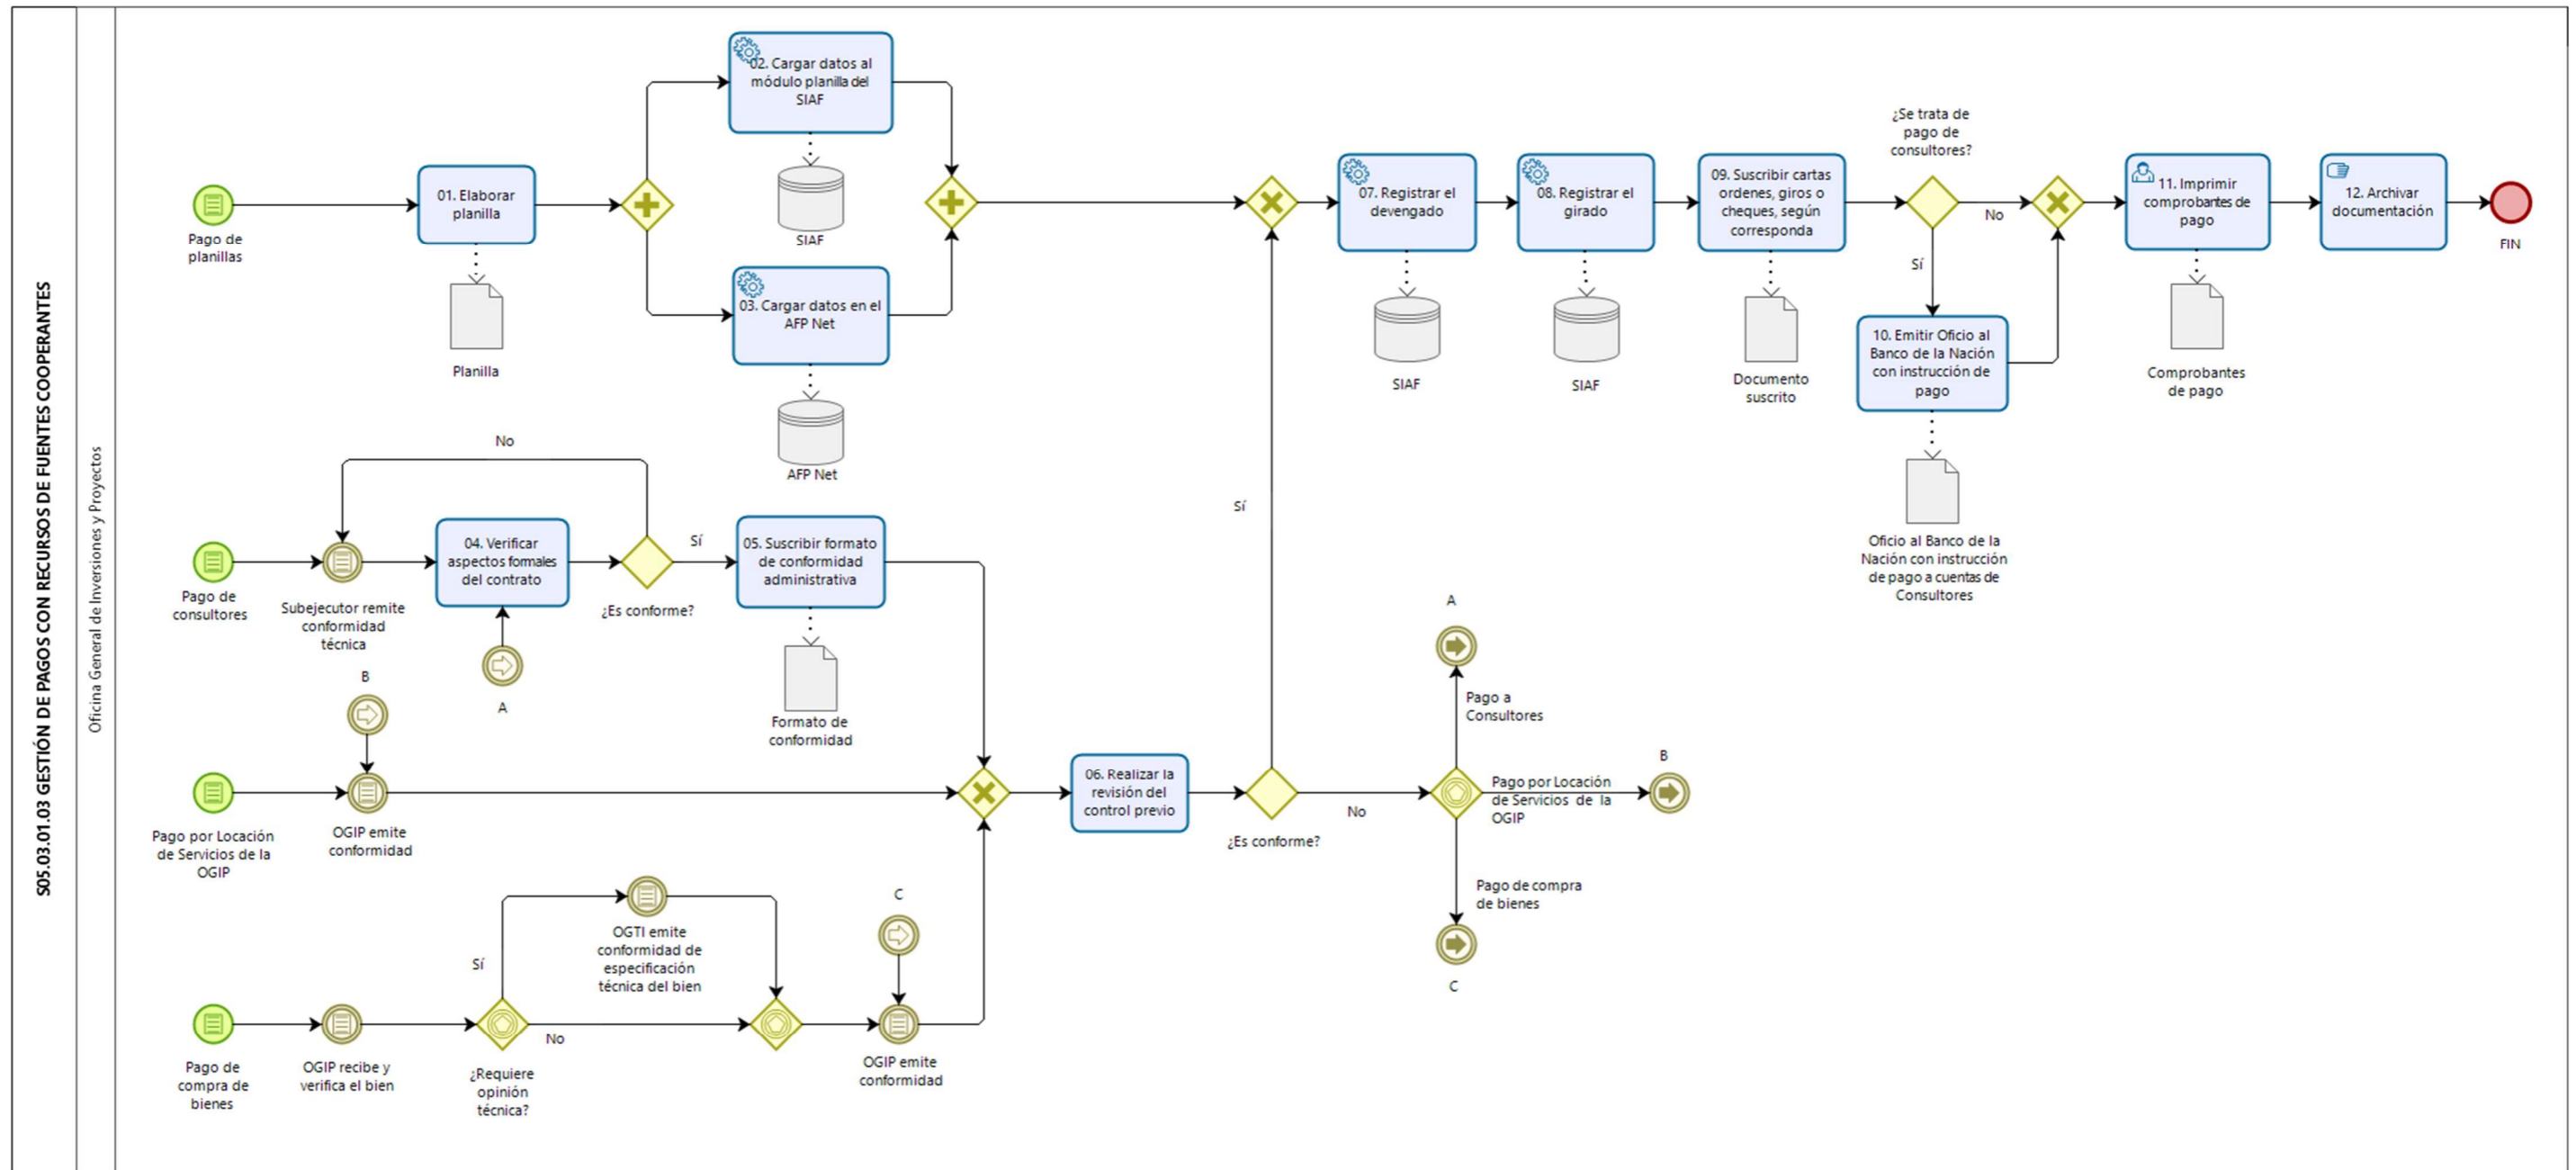 S05.03.01.03 GESTIÓN DE PAGOS CON RECURSOS DE FUENTES COOPERANTES
Oficina General de Inversiones y Proyectos
Pago de
planillas
01. Elaborar
planilla
Planilla
02. Cargar datos al
módulo planilla del
SIAF
SIAF
03. Cargar datos en el
AFP Net
AFP Net
07. Registrar el
devengado
SIAF
08. Registrar el
girado
SIAF
09. Suscribir cartas
ordenes, giros o
cheques, según
corresponda
Documento
suscrito
¿Se trata de
pago de
consultores?
No
Sí
10. Emitir Oficio al
Banco de la Nación
con instrucción de
pago
Oficio al Banco de la
Nación con instrucción
de pago a cuentas de
Consultores
11. Imprimir
comprobantes de
pago
Comprobantes
de pago
12. Archivar
documentación
FIN
No
Pago de
consultores
Subejecutor remite
conformidad
técnica
04. Verificar
aspectos formales
del contrato
A
¿Es conforme?
Sí
05. Suscribir formato
de conformidad
administrativa
Formato de
conformidad
B
Pago por Locación
de Servicios de la
OGIP
OGIP emite
conformidad
06. Realizar la
revisión del
control previo
¿Es conforme?
Sí
No
A
Pago a
Consultores
B
Pago por Locación
de Servicios de la
OGIP
Pago de compra
de bienes
C
Pago de
compra de
bienes
OGIP recibe y
verifica el bien
¿Requiere
opinión
técnica?
Sí
No
OGTI emite
conformidad de
especificación
técnica del bien
C
OGIP emite
conformidad